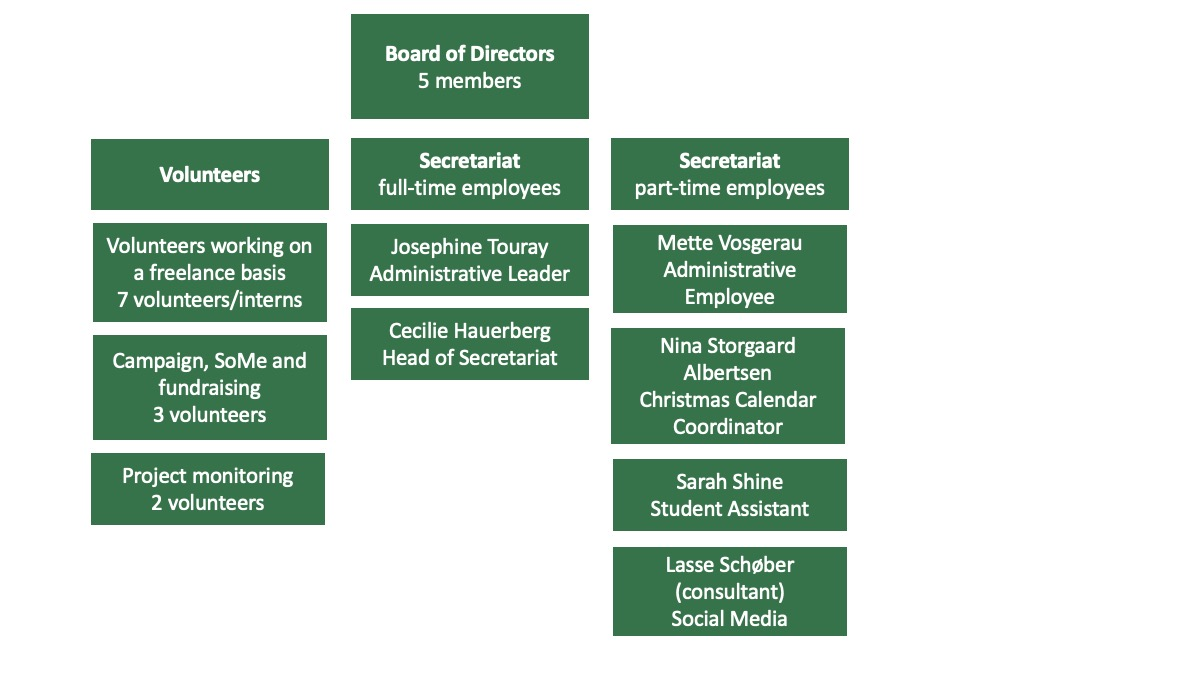 Board of Directors
5 members
Volunteers
Volunteers working on
a freelance basis
7 volunteers/interns
Campaign, SoMe and
fundraising
3 volunteers
Project monitoring
2 volunteers
Secretariat
full-time employees
Josephine Touray
Administrative Leader
Cecilie Hauerberg
Head of Secretariat
Secretariat
part-time employees
Mette Vosgerau
Administrative
Employee
Nina Storgaard
Albertsen
Christmas Calendar
Coordinator
Sarah Shine
Student Assistant
Lasse Schøber
(consultant)
Social Media